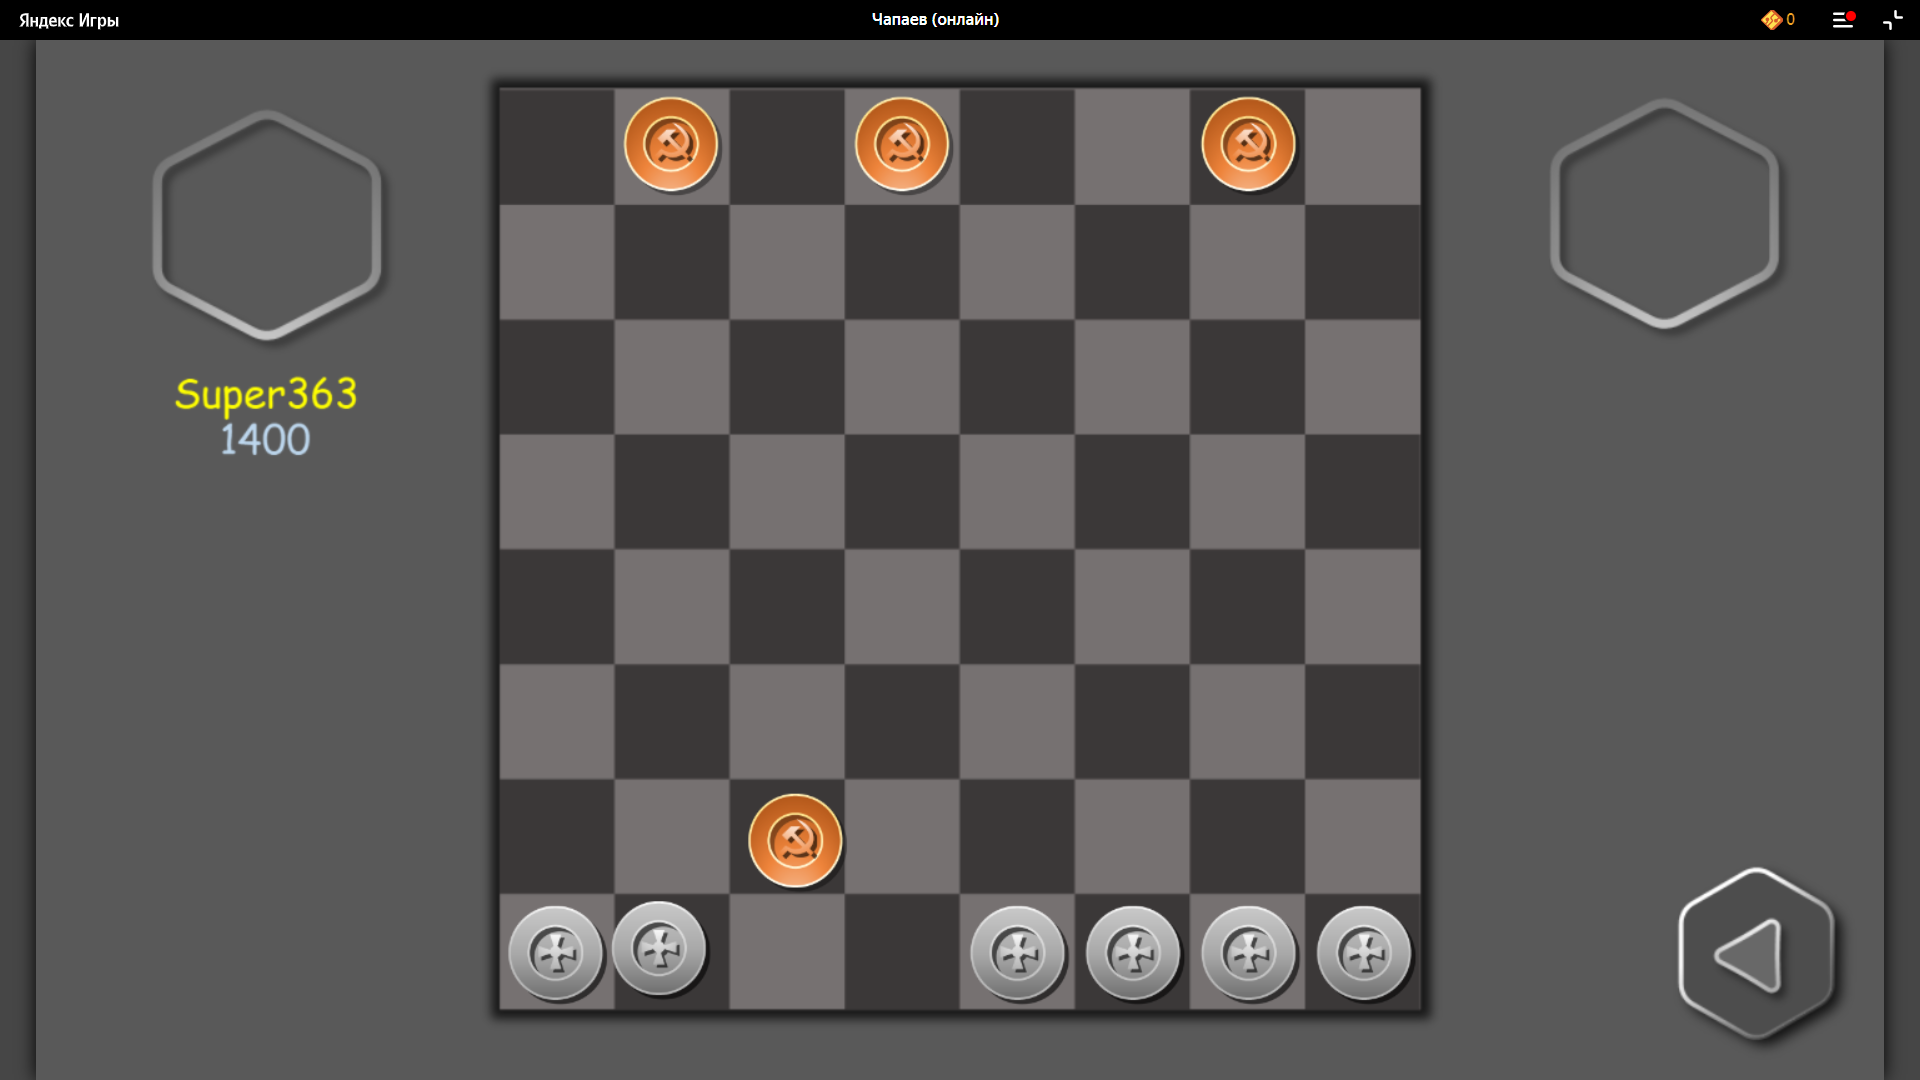 Яндекс Игры
Чапаев (онлайн)
0
Super363
1400